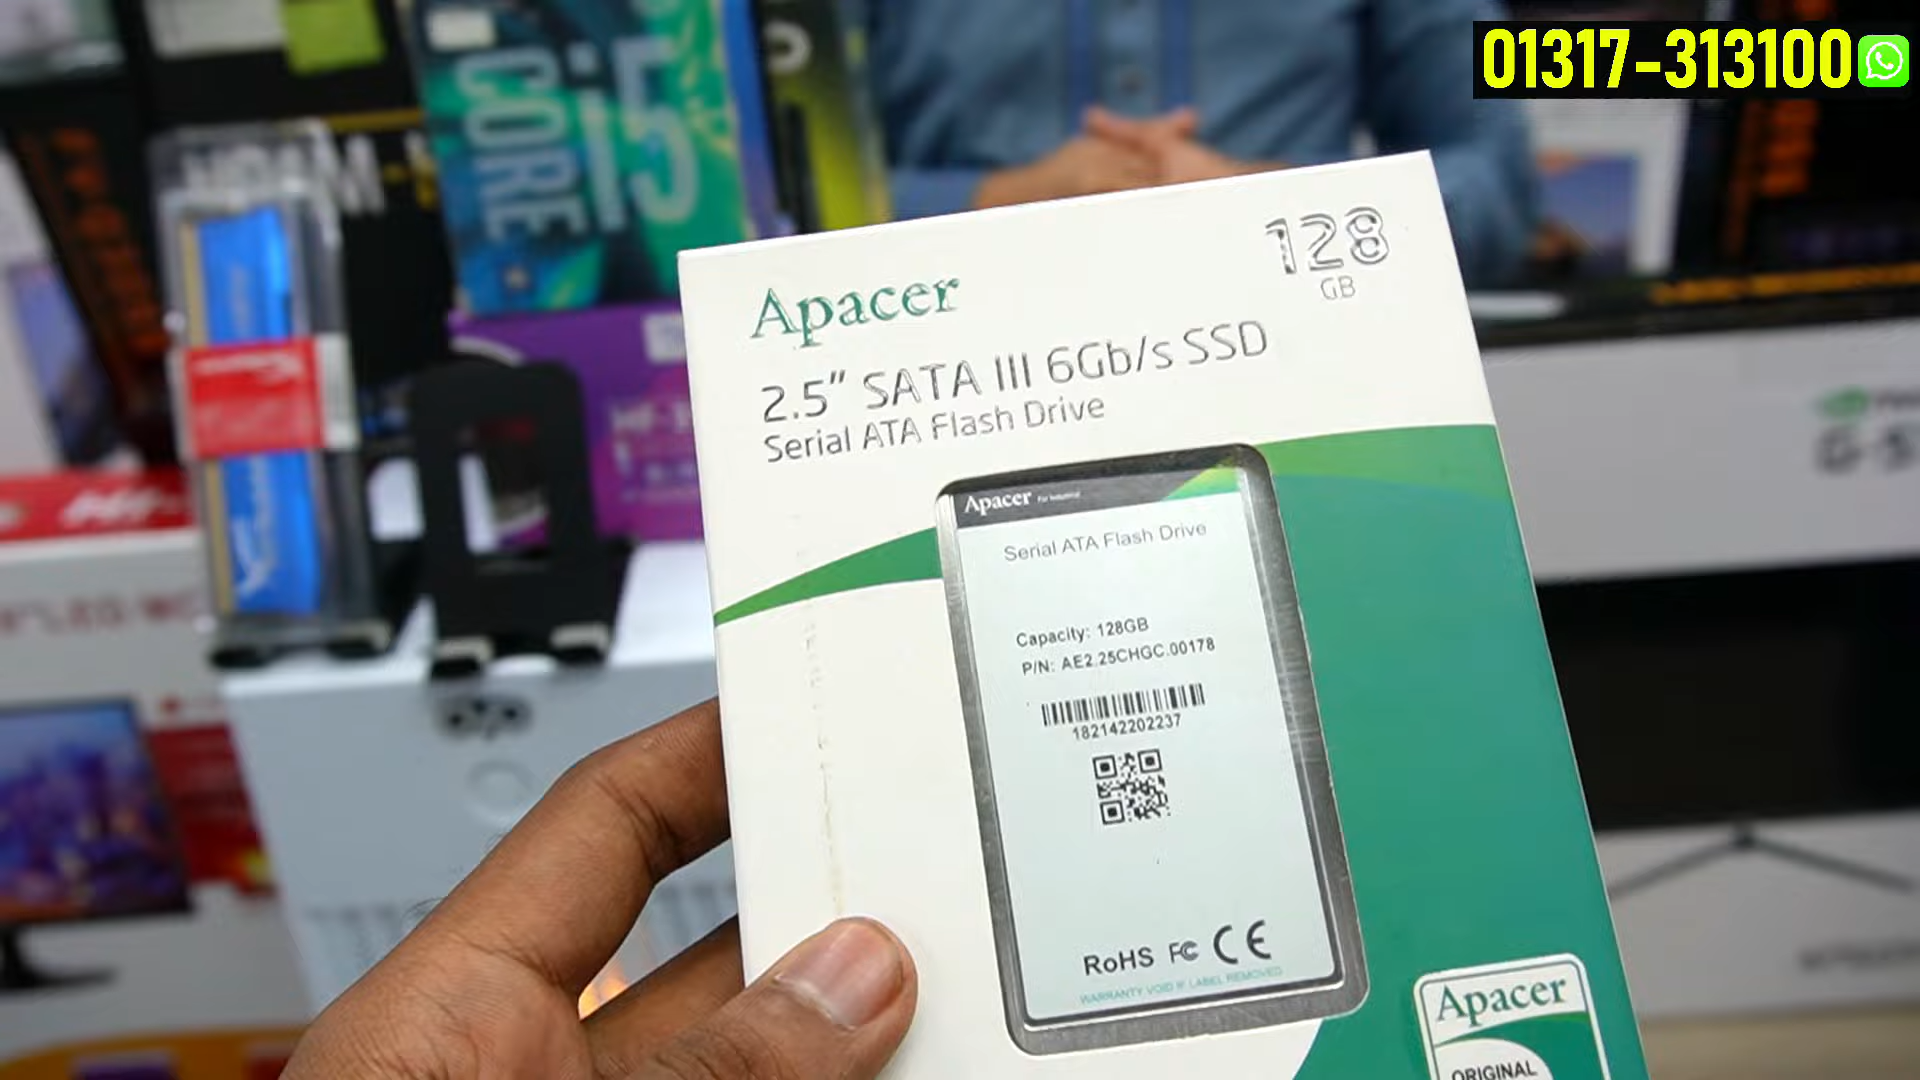 01317-313100
CORE i5
Apacer
128
GB
2.5" SATA III 6Gb/s SSD
Serial ATA Flash Drive
Apacer For Industrial
Serial ATA Flash Drive
Capacity: 128GB
P/N: AE2.25CHGC.00178
182142202237
RoHS FC CE
WARRANTY VOID IF LABEL REMOVED
Apacer
ORIGINAL